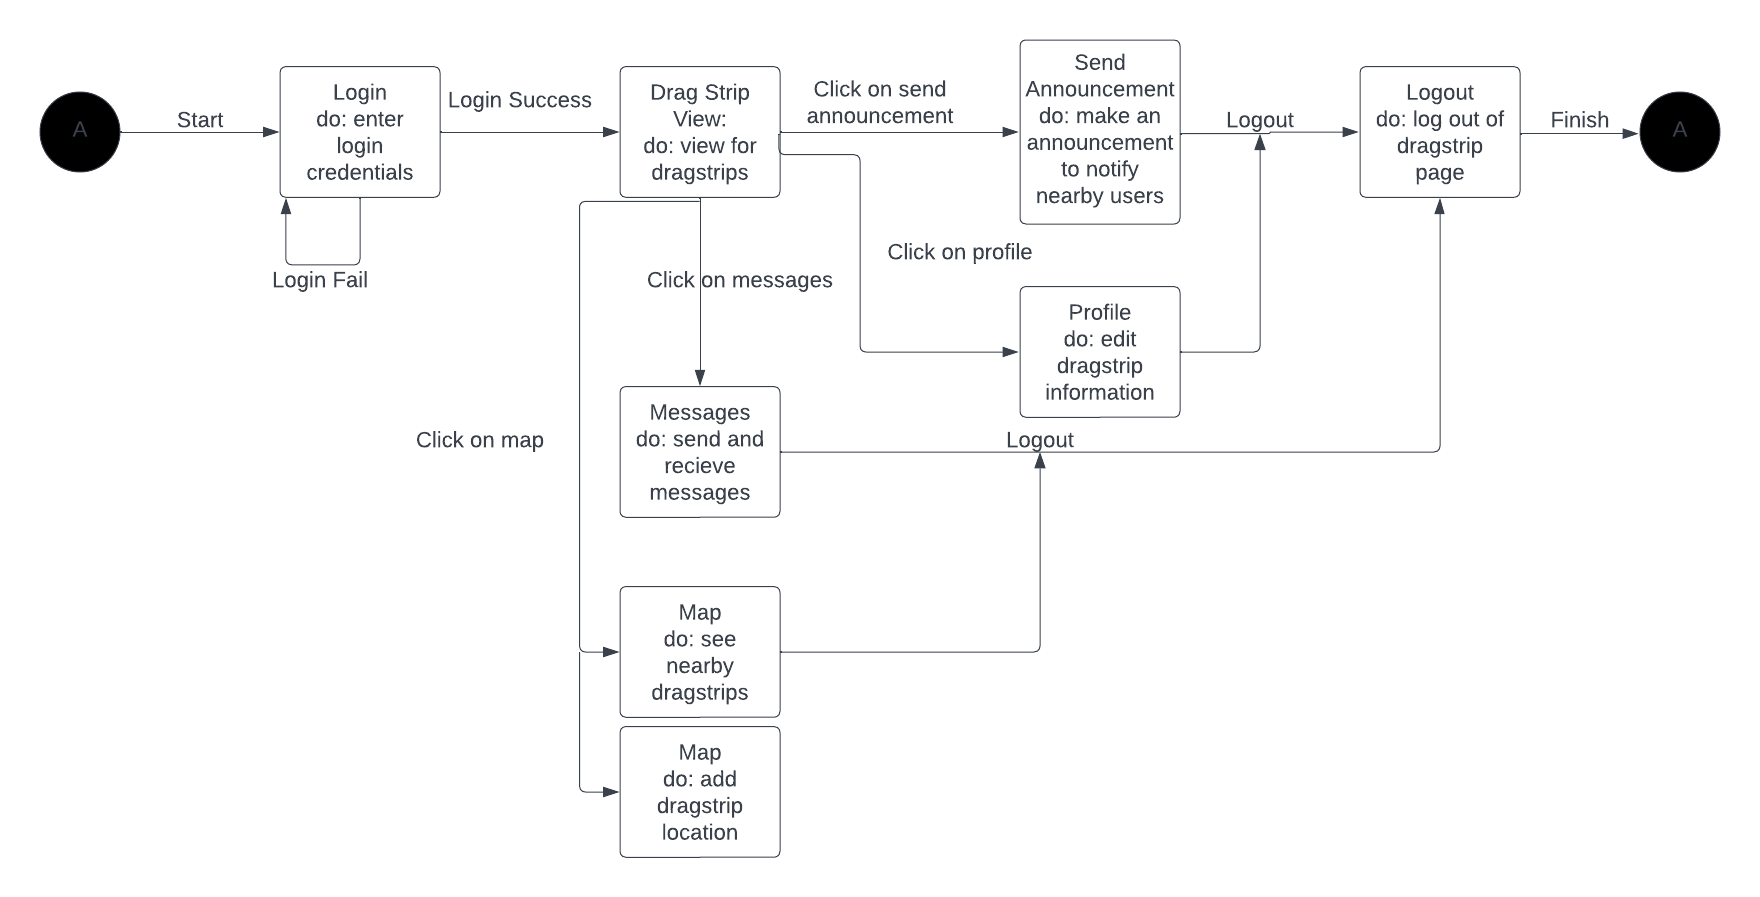 A
Start
Login
do: enter
login
credentials
Login Fail
Login Success
Drag Strip
View:
do: view for
dragstrips
Click on send
announcement
Send
Announcement
do: make an
announcement
to notify
nearby users
Logout
Logout
do: log out of
dragstrip
page
Finish
A
Click on profile
Profile
do: edit
dragstrip
information
Click on messages
Messages
do: send and
recieve
messages
Logout
Click on map
Map
do: see
nearby
dragstrips
Map
do: add
dragstrip
location